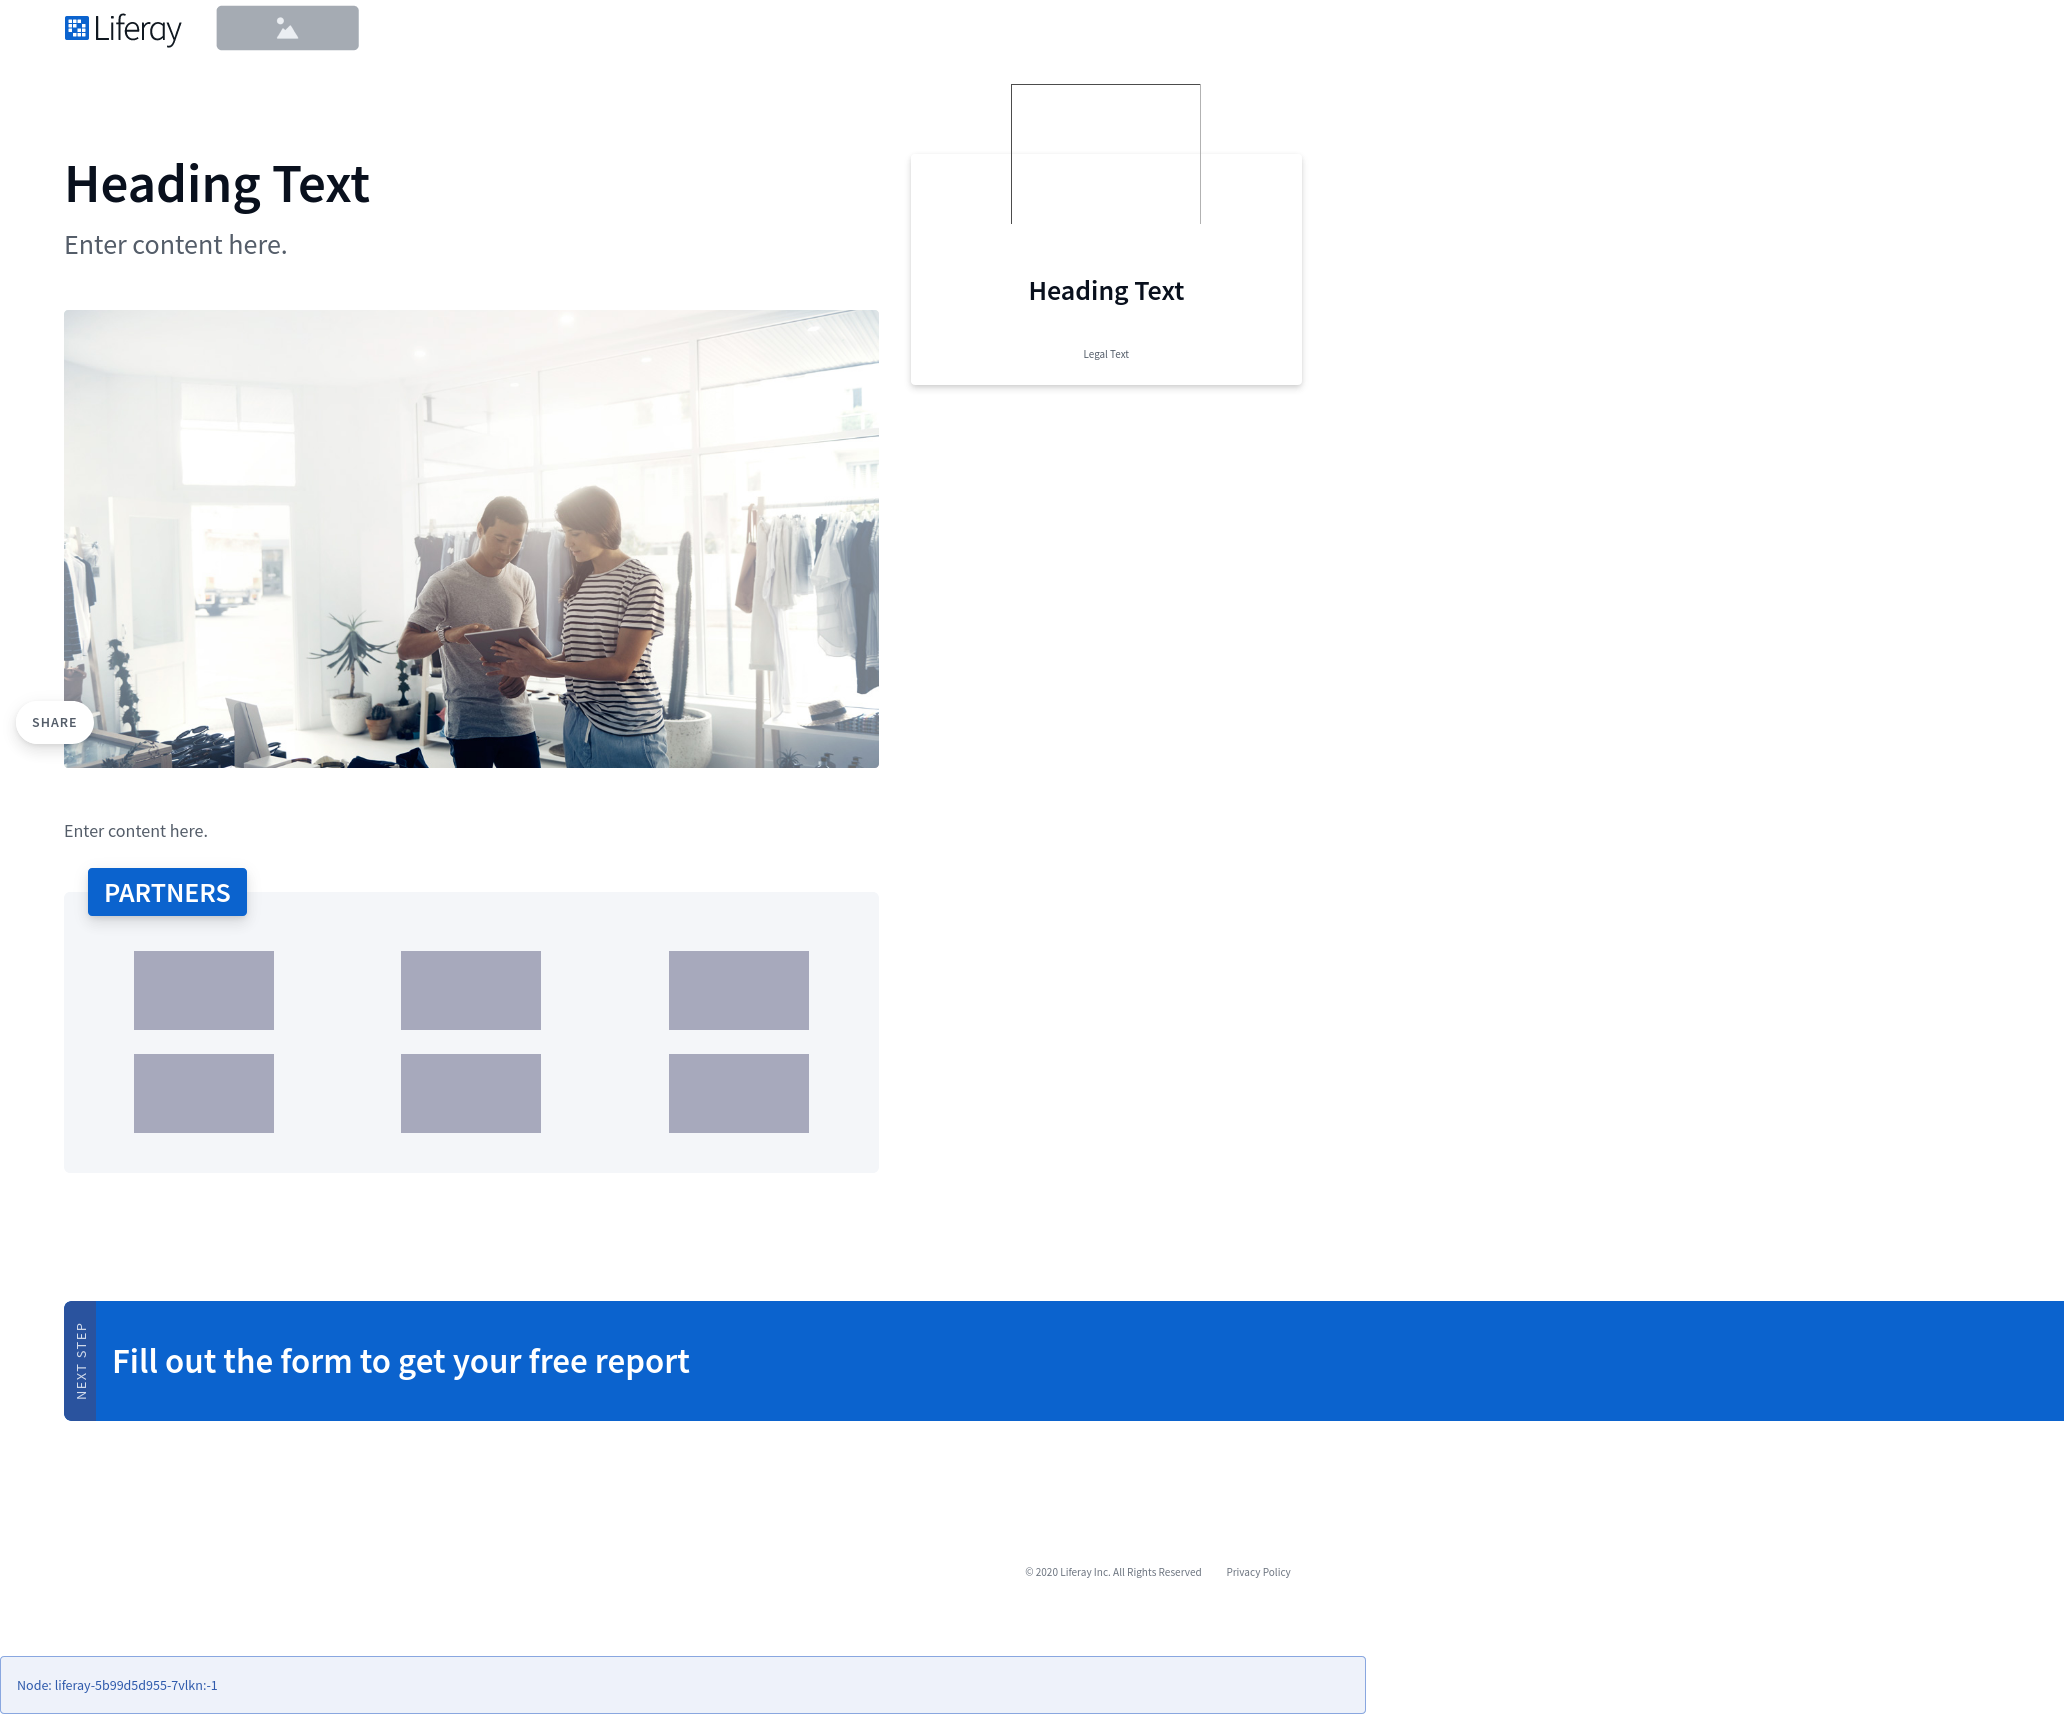 Liferay
Heading Text
Enter content here.
Heading Text
Legal Text
SHARE
Enter content here.
PARTNERS
NEXT STEP
Fill out the form to get your free report
© 2020 Liferay Inc. All Rights Reserved Privacy Policy
Node: liferay-5b99d5d955-7vlkn:-1